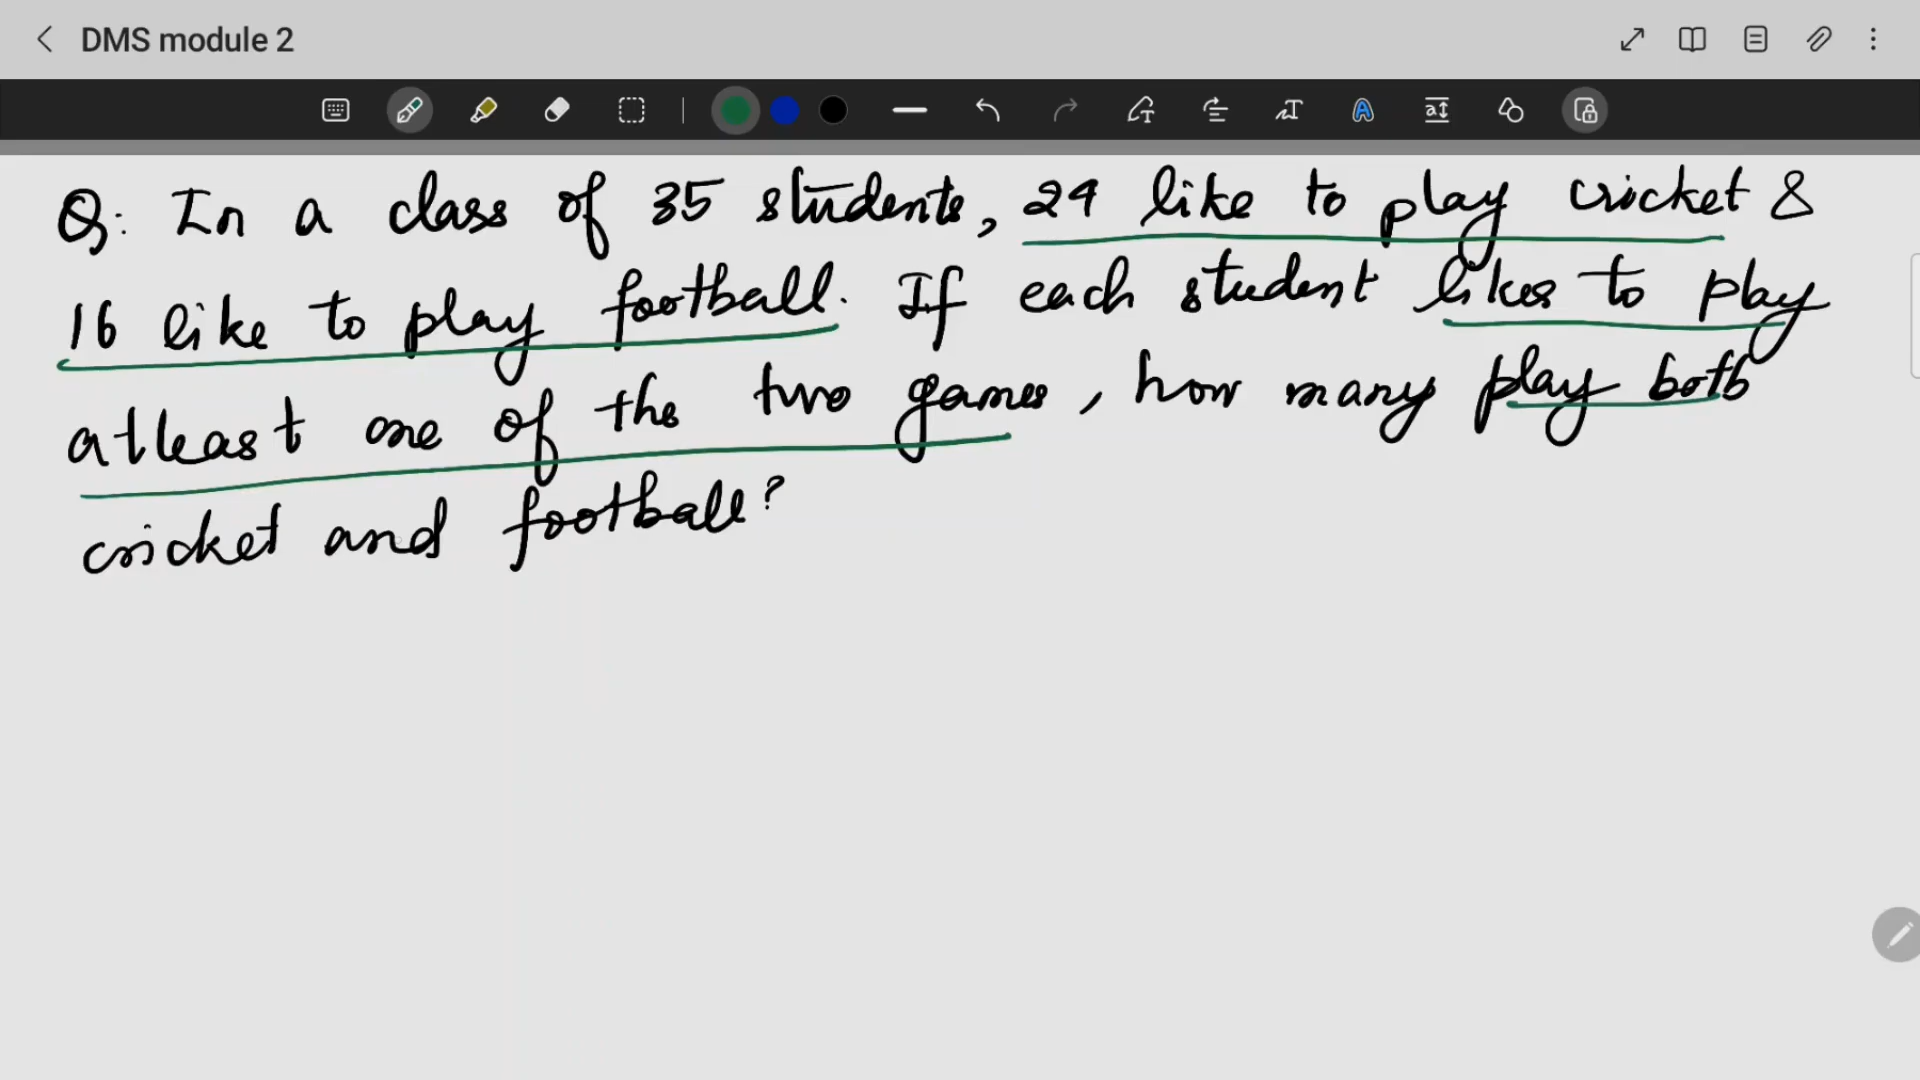 DMS module 2
Q: In a class of 35 students, 24 like to play cricket &
16 like to play football. If each student likes to play
atleast one of the two games, how many play both
cricket and football?